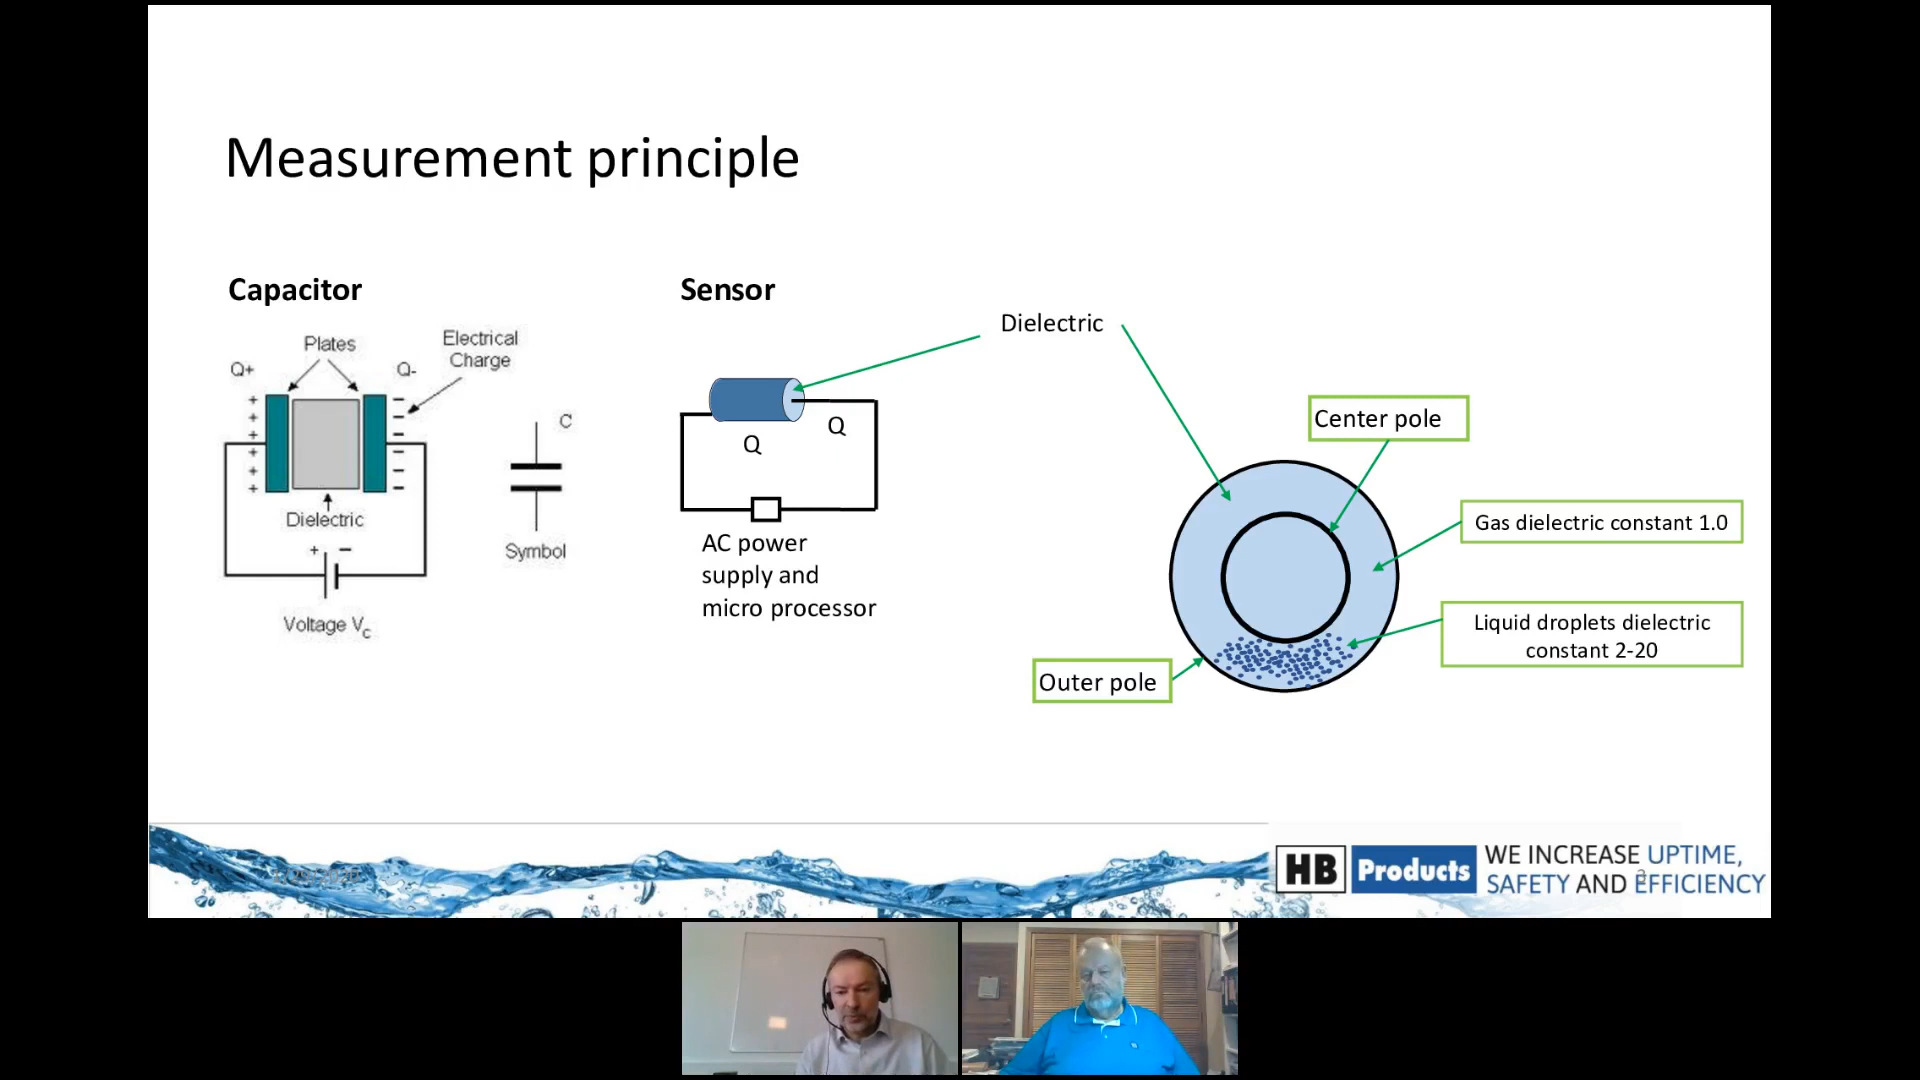 Measurement principle
Capacitor
Plates
Electrical
Charge
Q+
Q-
+
+
+
+
+
+
Dielectric
+ −
Voltage Vc
C
Symbol
Sensor
Q
Q
AC power
supply and
micro processor
Dielectric
Center pole
Gas dielectric constant 1.0
Liquid droplets dielectric
constant 2-20
Outer pole
HB Products
WE INCREASE UPTIME,
SAFETY AND EFFICIENCY
3